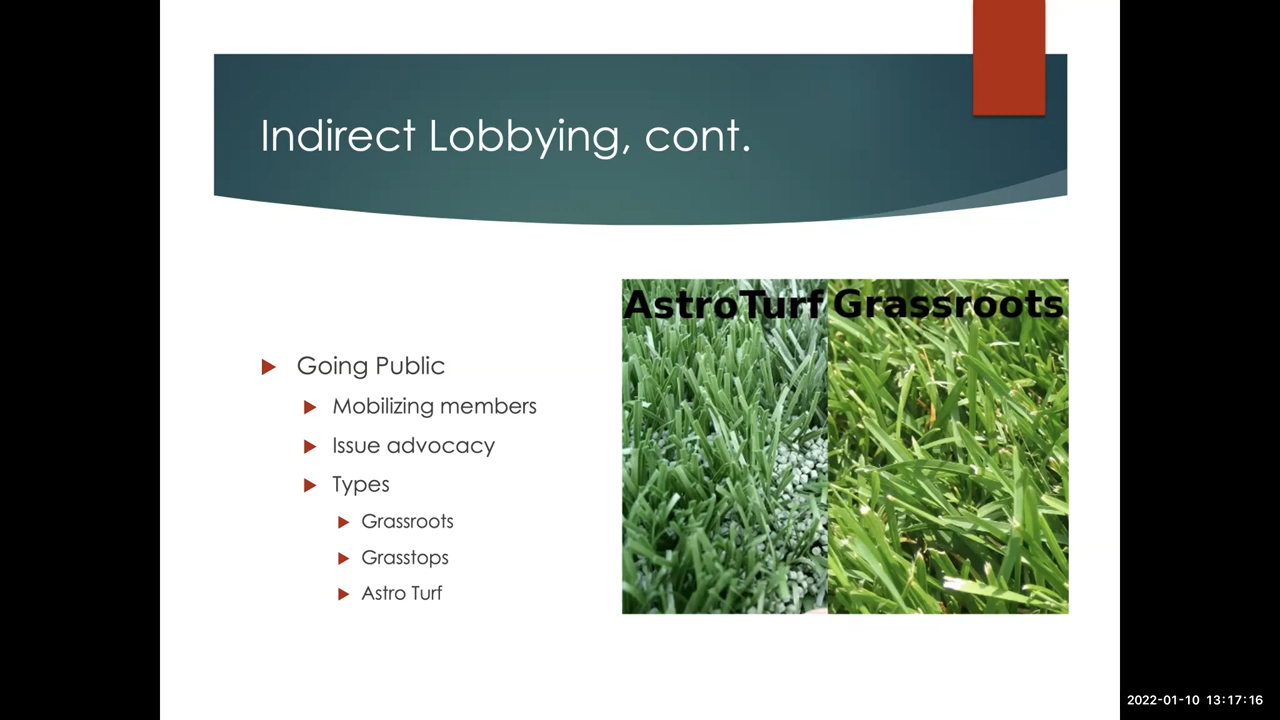 Indirect Lobbying, cont.
Going Public
Mobilizing members
Issue advocacy
Types
Grassroots
Grasstops
Astro Turf
AstroTurf Grassroots
2022-01-10 13:17:16